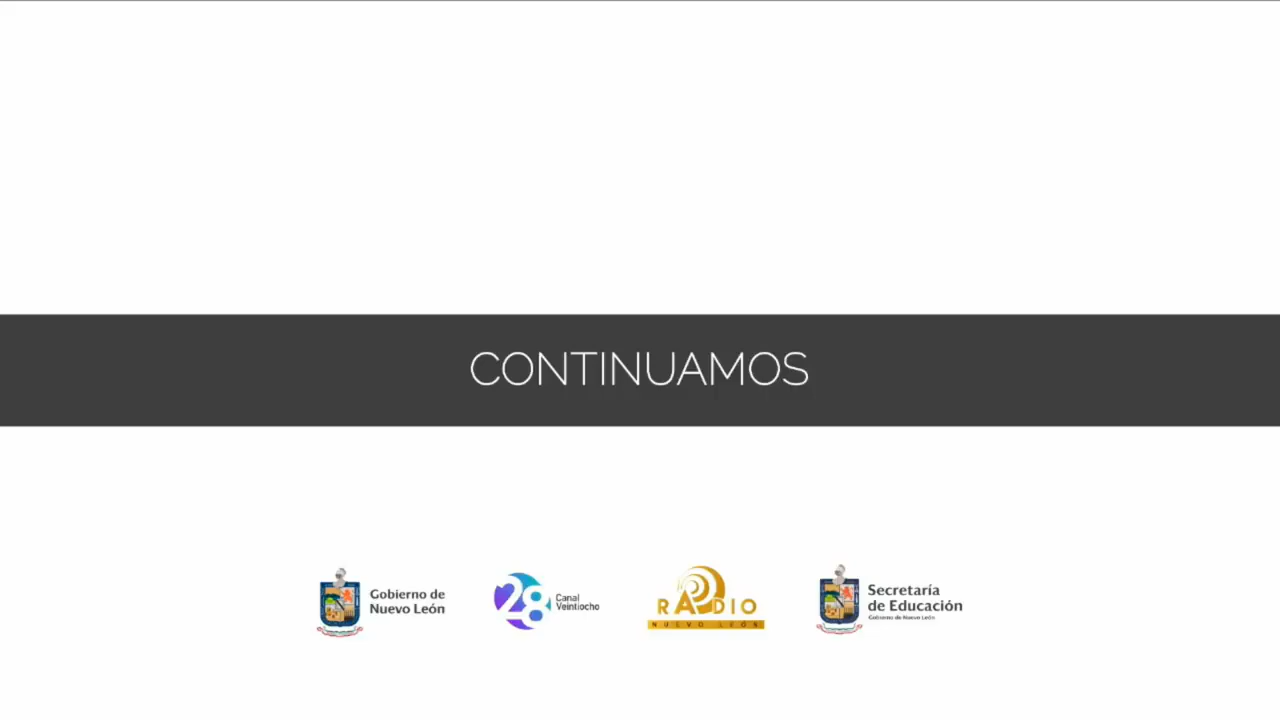 CONTINUAMOS
Gobierno de
Nuevo León
28
Canal
Veintiocho
RADIO
NUEVO LEÓN
Secretaría
de Educación
Gobierno de Nuevo León